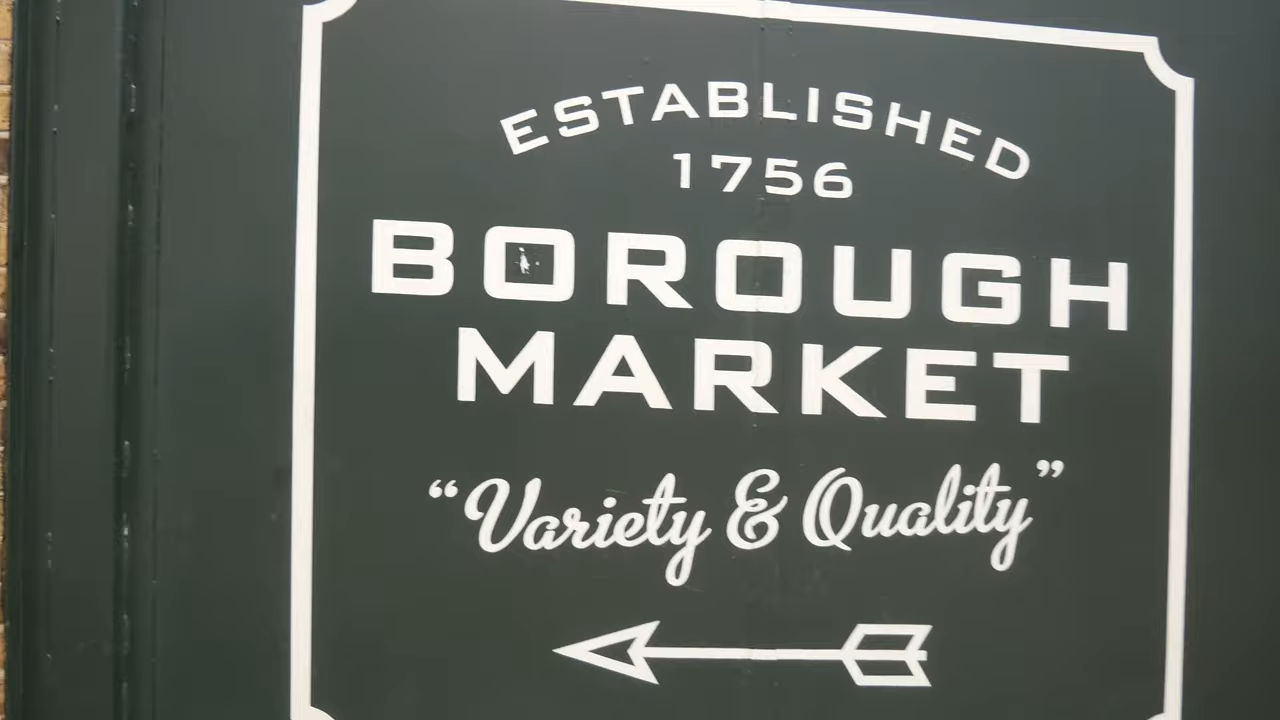 ESTABLISHED
1756
BOROUGH
MARKET
“Variety & Quality”